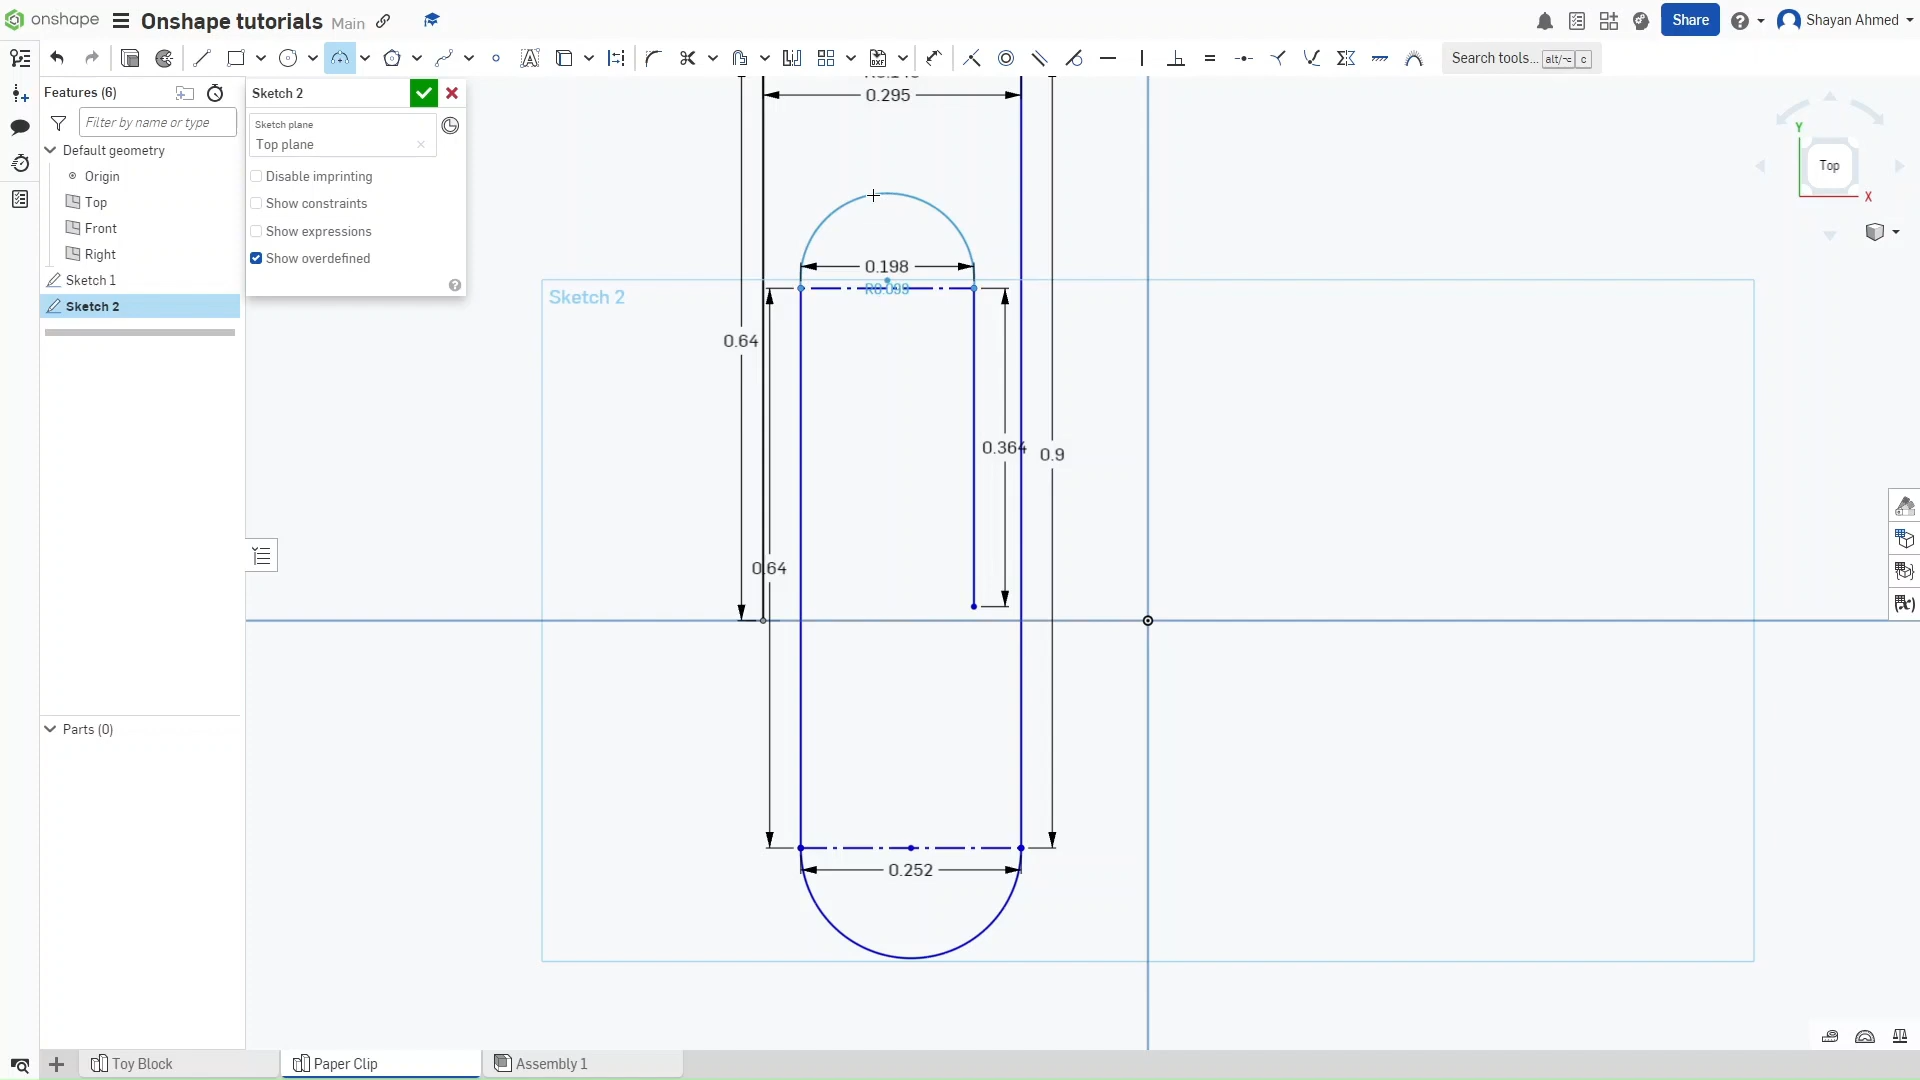 onshape
Onshape tutorials
Main
Share
Shayan Ahmed
Search tools...
alt/⌥
c
Features (6)
Filter by name or type
Default geometry
Origin
Top
Front
Right
Sketch 1
Sketch 2
Parts (0)
Sketch 2
Sketch plane
Top plane
Disable imprinting
Show constraints
Show expressions
Show overdefined
0.295
0.198
R0.099
Sketch 2
0.64
0.364
0.9
0.64
0.252
Y
Top
X
Toy Block
Paper Clip
Assembly 1